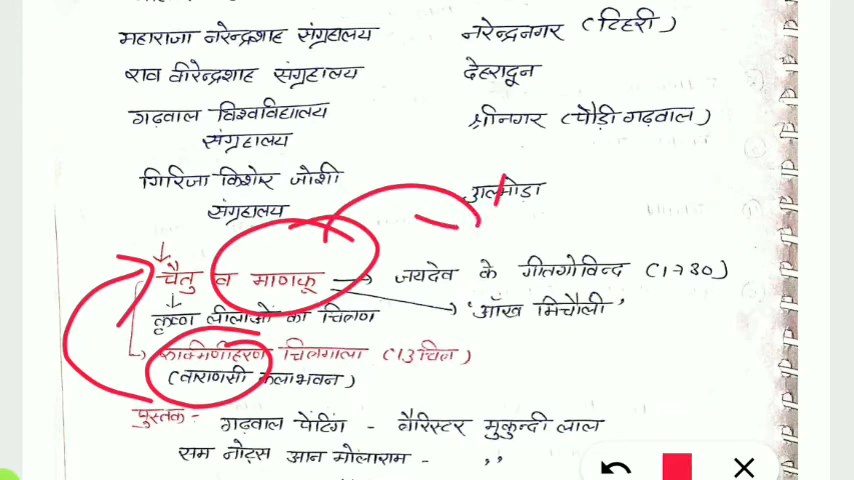 महाराजा नरेन्द्रशाह संग्रहालय नरेन्द्रनगर (टिहरी)
राव वीरेन्द्रशाह संग्रहालय देहरादून
गढ़वाल विश्वविद्यालय श्रीनगर (पौड़ी गढ़वाल)
संग्रहालय
गिरिजा किशोर जोशी अल्मोड़ा
संग्रहालय
चैतु व माणकू → जयदेव के गीतगोविन्द (1730)
कृष्ण लीलाओं का चित्रण 'आँख मिचौली'
रुक्मिणीहरण चित्रमाला (13चित्र)
(वाराणसी कलाभवन)
पुस्तक - गढ़वाल पेंटिंग - बैरिस्टर मुकुन्दी लाल
सम नोट्स आन मोलाराम - ,,